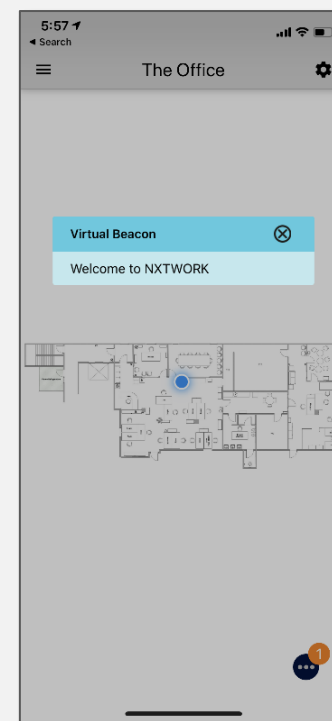 5:57
◄ Search
The Office
Virtual Beacon
Welcome to NXTWORK
1